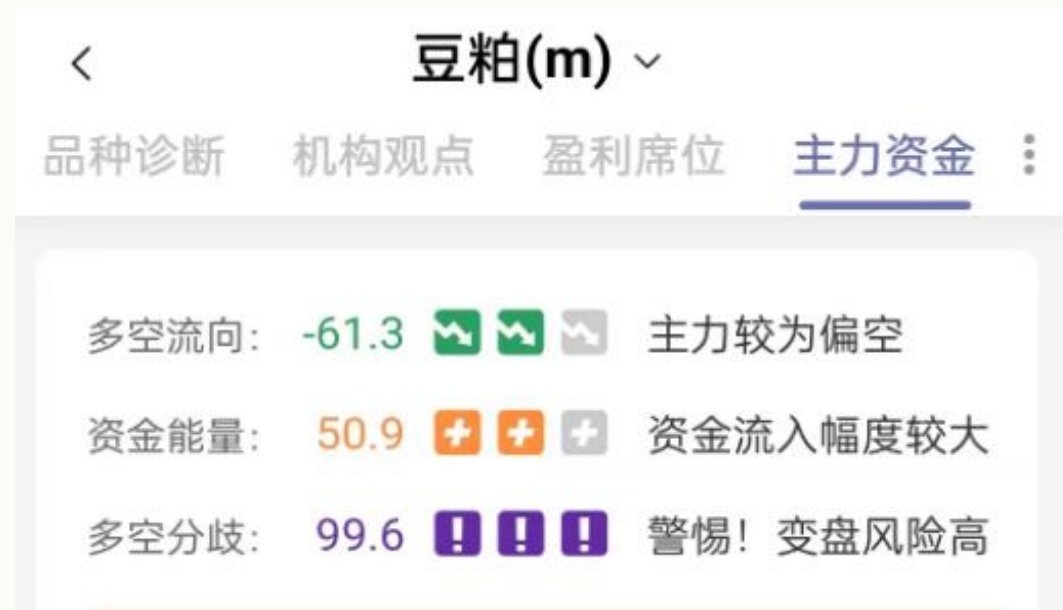 豆粕(m)
品种诊断 机构观点 盈利席位 主力资金
多空流向: -61.3 主力较为偏空
资金能量: 50.9 资金流入幅度较大
多空分歧: 99.6 警惕！变盘风险高